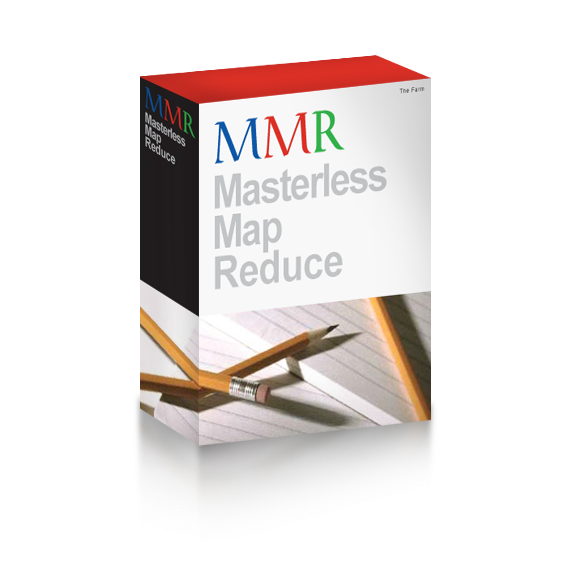 MMR
Masterless
Map
Reduce
The Farm
MMR
Masterless
Map
Reduce